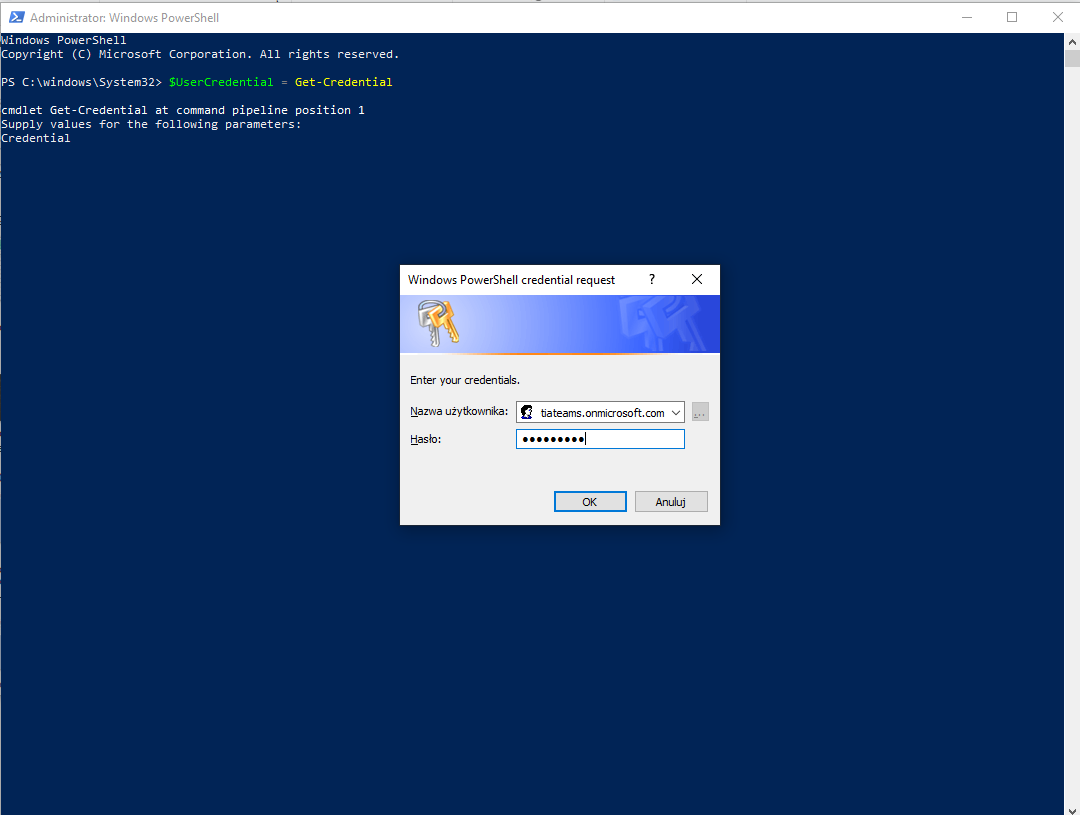 Administrator: Windows PowerShell
Windows PowerShell
Copyright (C) Microsoft Corporation. All rights reserved.
PS C:\windows\System32> $UserCredential = Get-Credential
cmdlet Get-Credential at command pipeline position 1
Supply values for the following parameters:
Credential
Windows PowerShell credential request
?
Enter your credentials.
Nazwa użytkownika: tiateams.onmicrosoft.com
...
Hasło: ●●●●●●●●●
OK Anuluj